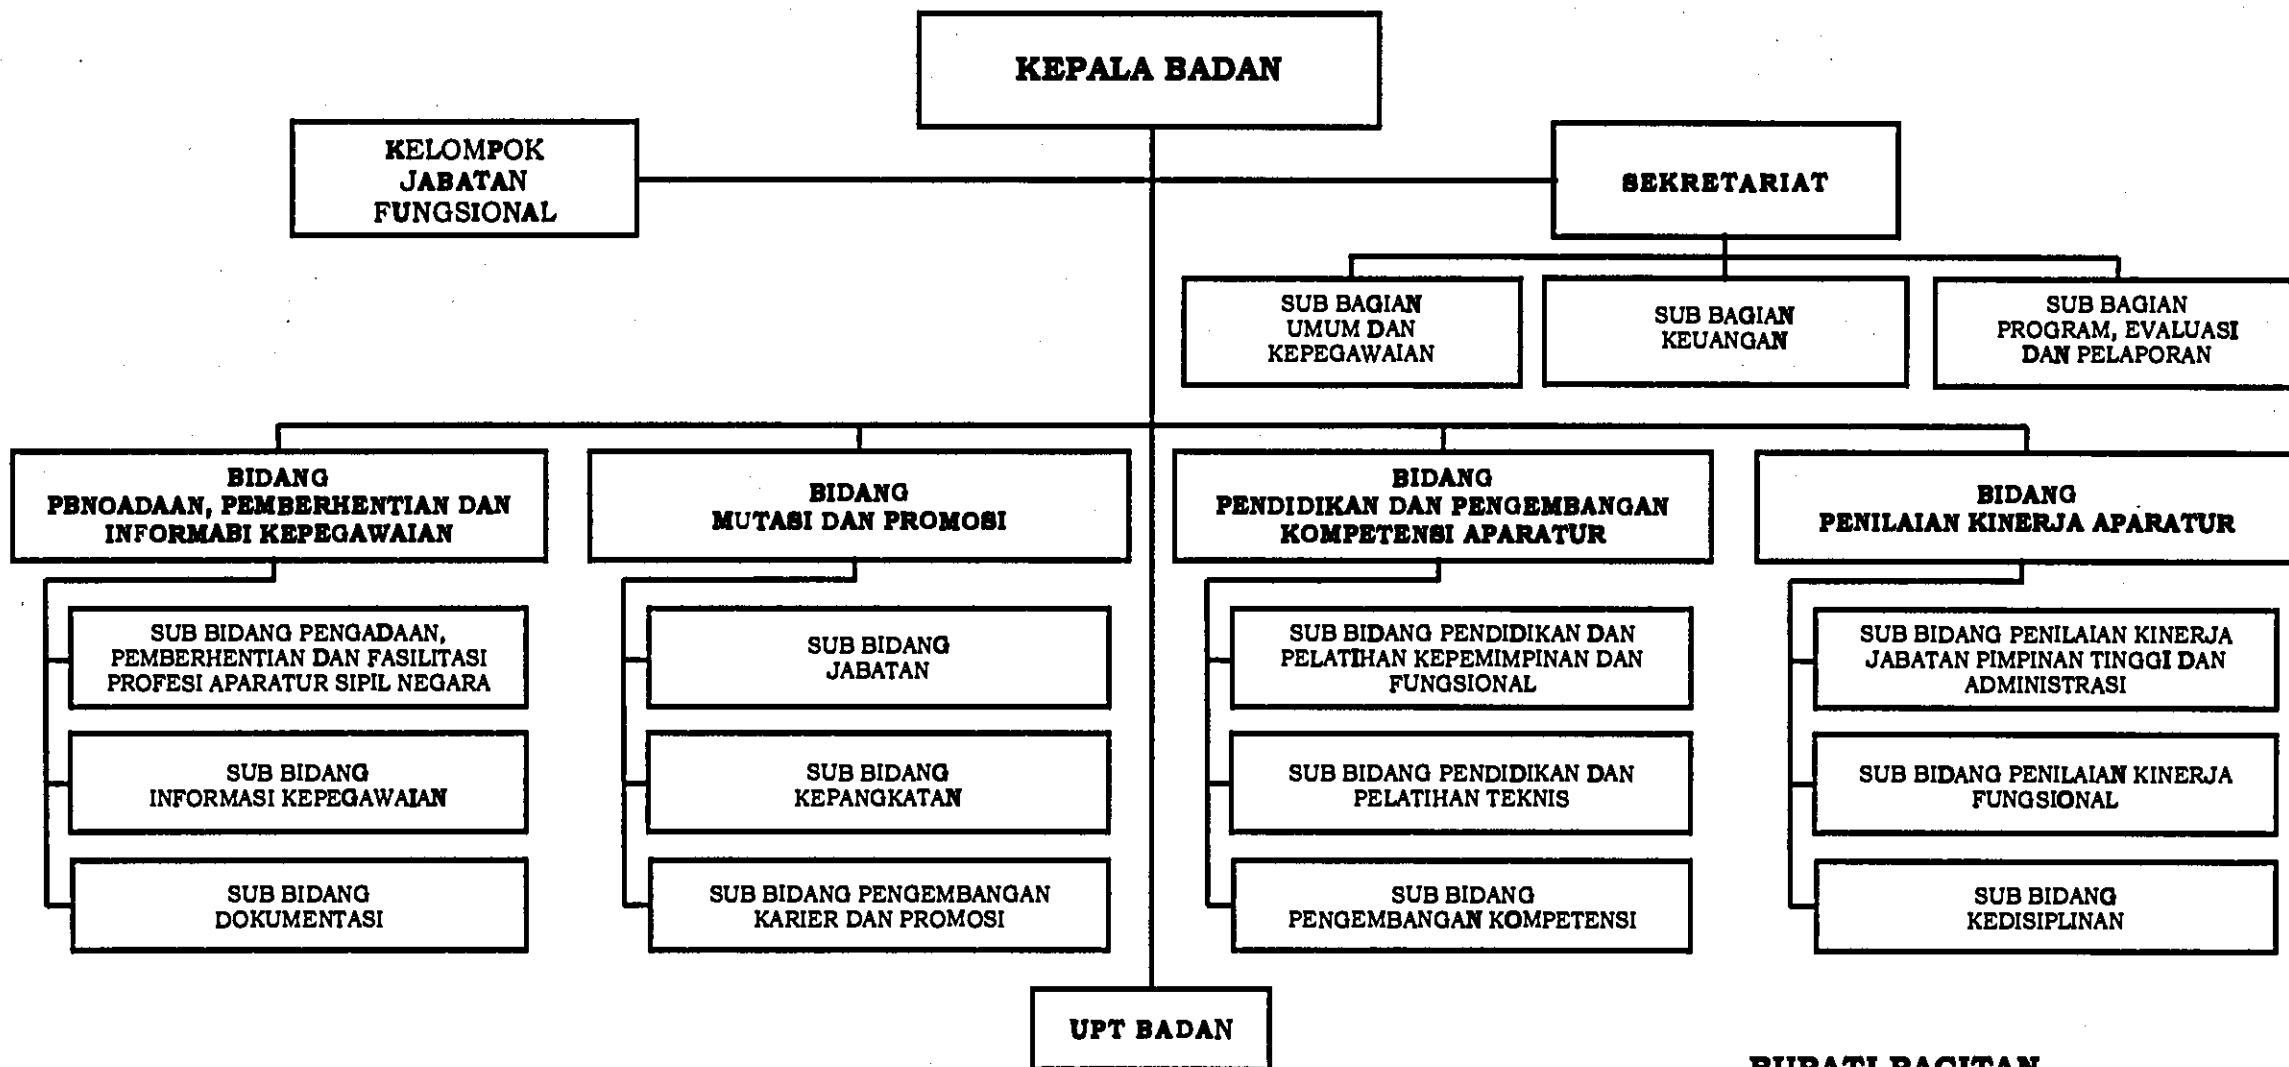 KEPALA BADAN
KELOMPOK
JABATAN
FUNGSIONAL
SEKRETARIAT
SUB BAGIAN
UMUM DAN
KEPEGAWAIAN
SUB BAGIAN
KEUANGAN
SUB BAGIAN
PROGRAM, EVALUASI
DAN PELAPORAN
BIDANG
PBNOADAAN, PEMBERHENTIAN DAN
INFORMABI KEPEGAWAIAN
BIDANG
MUTASI DAN PROMOSI
BIDANG
PENDIDIKAN DAN PENGEMBANGAN
KOMPETENSI APARATUR
BIDANG
PENILAIAN KINERJA APARATUR
SUB BIDANG PENGADAAN,
PEMBERHENTIAN DAN FASILITASI
PROFESI APARATUR SIPIL NEGARA
SUB BIDANG
INFORMASI KEPEGAWAIAN
SUB BIDANG
DOKUMENTASI
SUB BIDANG
JABATAN
SUB BIDANG
KEPANGKATAN
SUB BIDANG PENGEMBANGAN
KARIER DAN PROMOSI
SUB BIDANG PENDIDIKAN DAN
PELATIHAN KEPEMIMPINAN DAN
FUNGSIONAL
SUB BIDANG PENDIDIKAN DAN
PELATIHAN TEKNIS
SUB BIDANG
PENGEMBANGAN KOMPETENSI
SUB BIDANG PENILAIAN KINERJA
JABATAN PIMPINAN TINGGI DAN
ADMINISTRASI
SUB BIDANG PENILAIAN KINERJA
FUNGSIONAL
SUB BIDANG
KEDISIPLINAN
UPT BADAN
BUPATI PACITAN